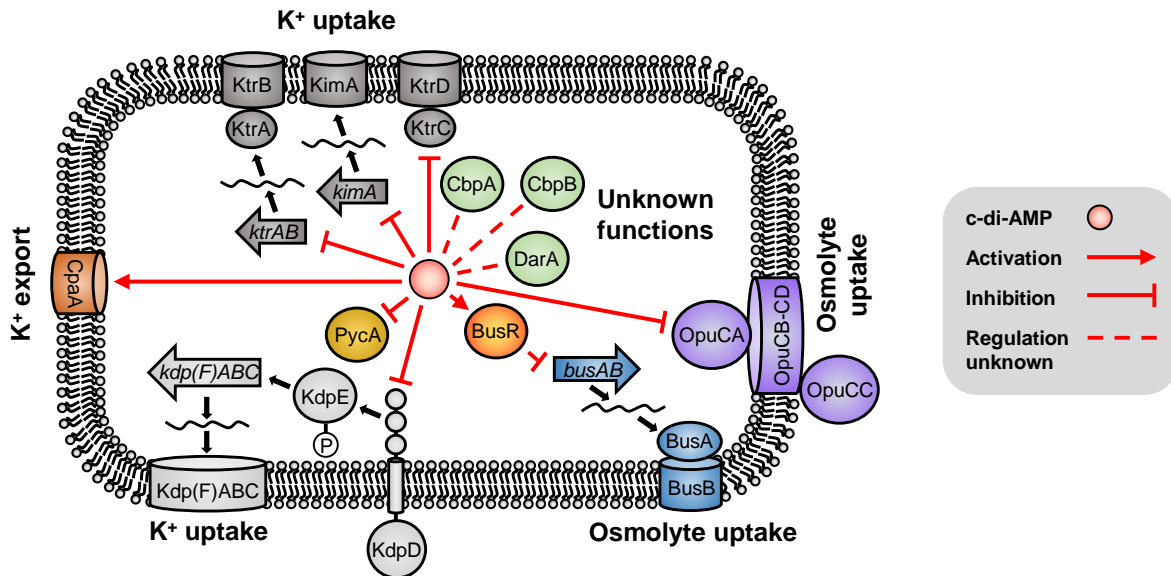 K⁺ uptake
KtrB
KimA
KtrD
KtrA
KtrC
kimA
ktrAB
CbpA
CbpB
Unknown
functions
DarA
K⁺ export
CpaA
PycA
BusR
OpuCA
OpuCB-CD
OpuCC
Osmolyte
uptake
kdp(F)ABC
KdpE
P
busAB
BusA
BusB
Kdp(F)ABC
K⁺ uptake
KdpD
Osmolyte uptake
c-di-AMP
Activation
Inhibition
Regulation
unknown